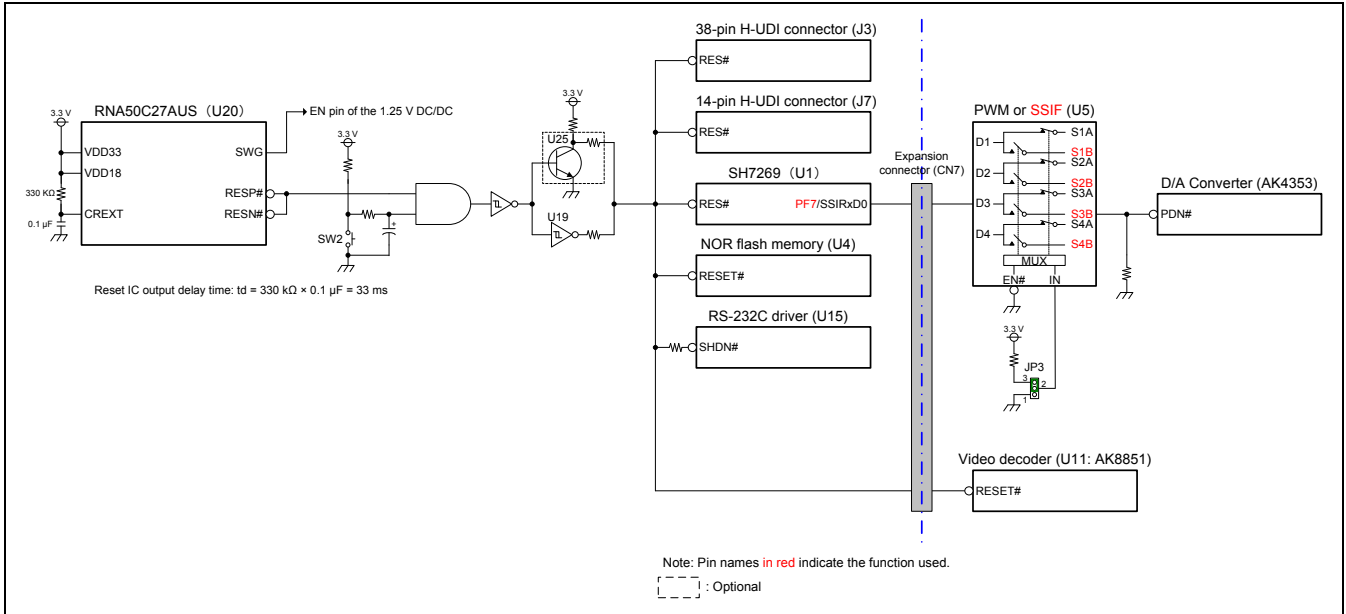 RNA50C27AUS （U20）
3.3 V
VDD33
VDD18
330 KΩ
CREXT
0.1 µF
SWG
RESP#
RESN#
EN pin of the 1.25 V DC/DC
3.3 V
SW2
+
Reset IC output delay time: td = 330 kΩ × 0.1 µF = 33 ms
3.3 V
U25
U19
38-pin H-UDI connector (J3)
RES#
14-pin H-UDI connector (J7)
RES#
SH7269 （U1）
RES#
PF7/SSIRxD0
NOR flash memory (U4)
RESET#
RS-232C driver (U15)
SHDN#
Expansion
connector (CN7)
PWM or SSIF (U5)
D1
S1A
S1B
D2
S2A
S2B
D3
S3A
S3B
D4
S4A
S4B
MUX
EN#
IN
3.3 V
JP3
3
2
1
D/A Converter (AK4353)
PDN#
Video decoder (U11: AK8851)
RESET#
Note: Pin names in red indicate the function used.
: Optional